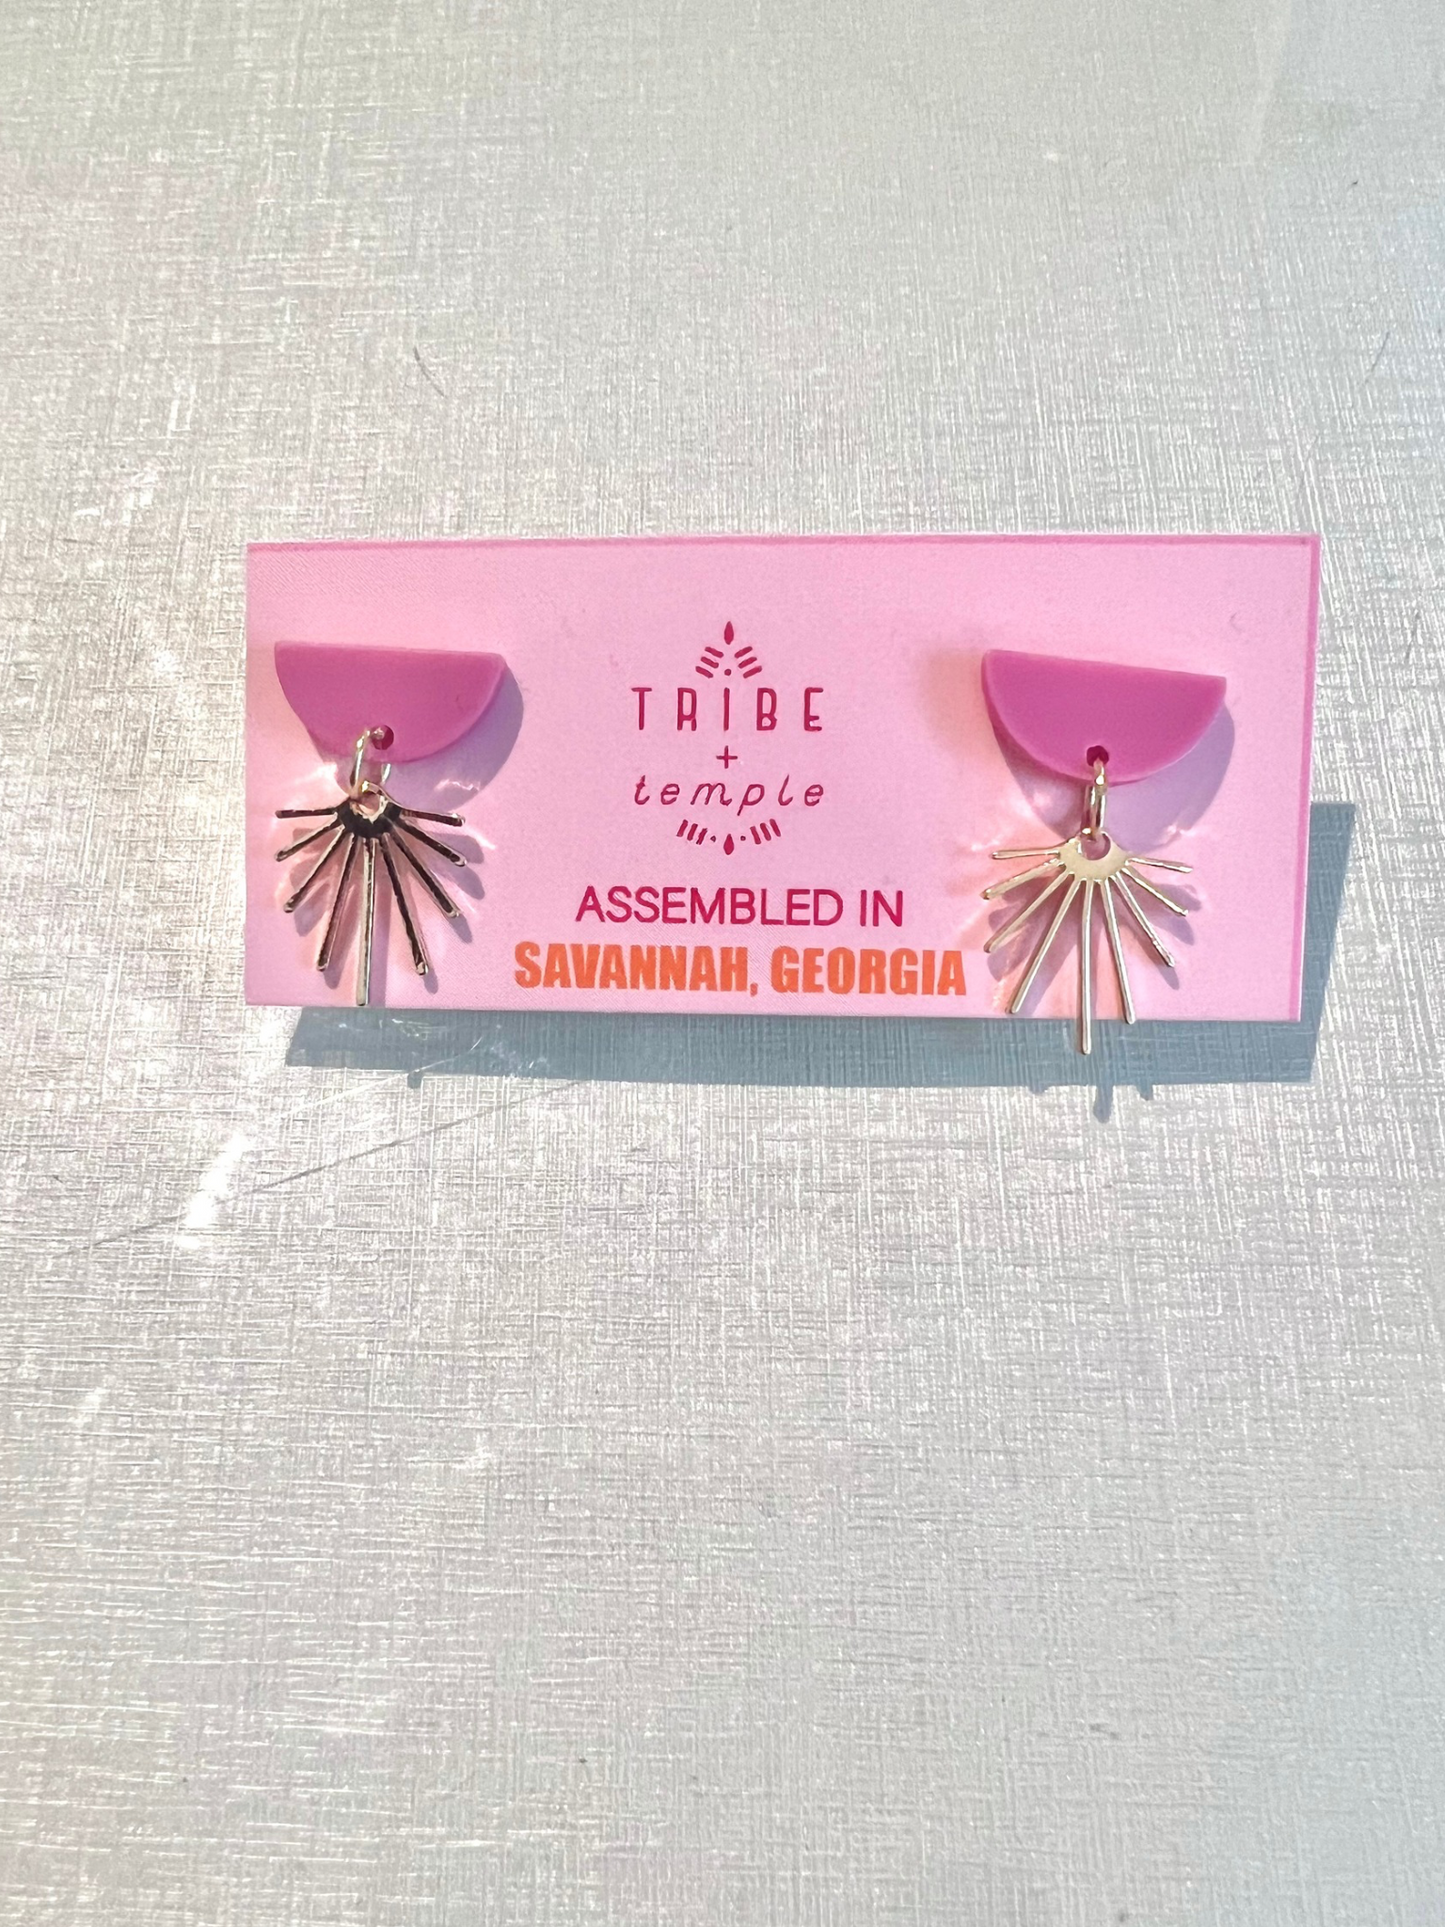 TRIBE
+
temple
ASSEMBLED IN
SAVANNAH, GEORGIA